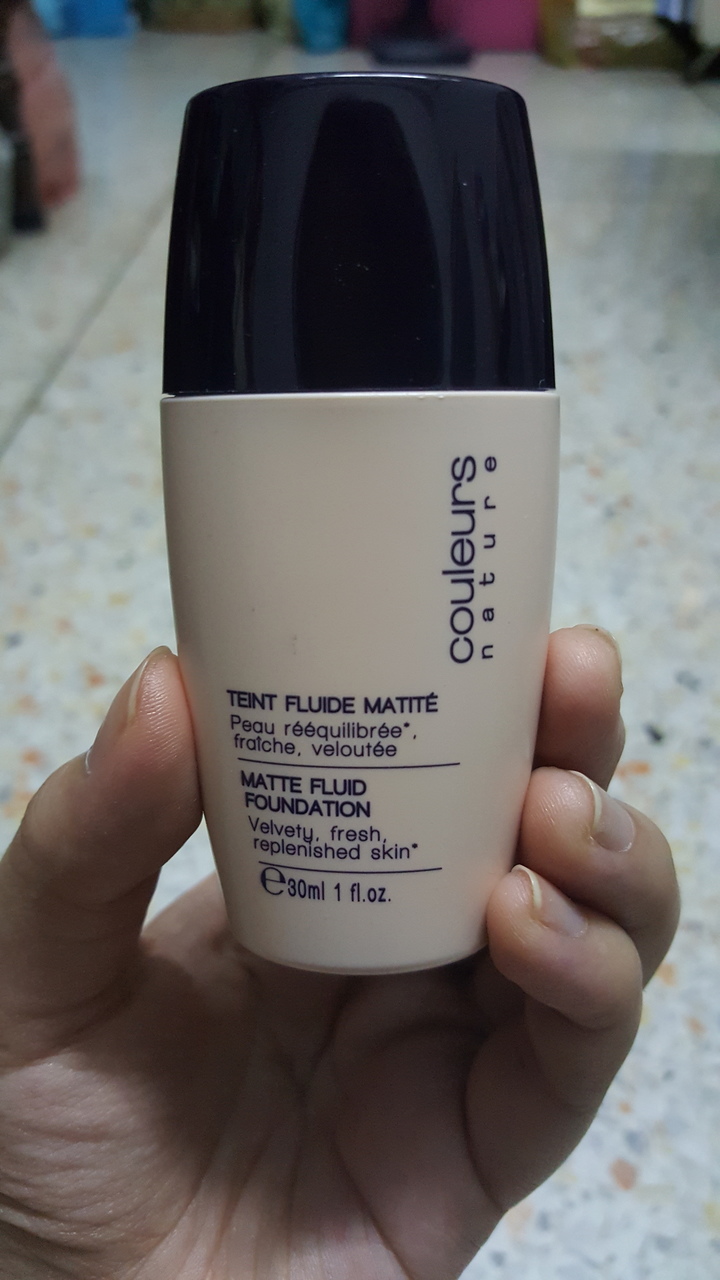 couleurs
nature
TEINT FLUIDE MATITÉ
Peau rééquilibrée*,
fraîche, veloutée
MATTE FLUID
FOUNDATION
Velvety, fresh,
replenished skin*
℮30ml 1 fl.oz.